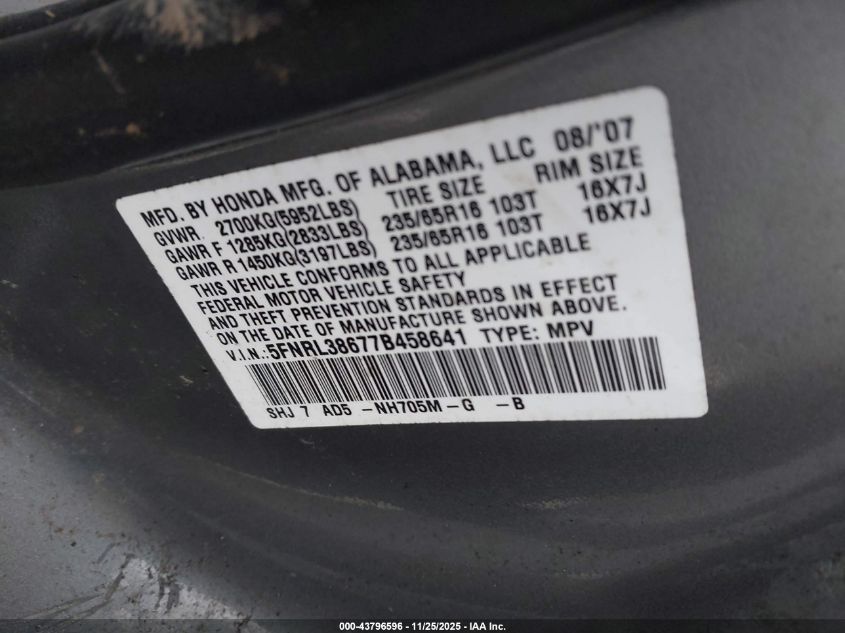 MFD. BY HONDA MFG. OF ALABAMA, LLC 08/'07
GVWR 2700KG(5952LBS) TIRE SIZE RIM SIZE
GAWR F 1285KG(2833LBS) 235/65R16 103T 16X7J
GAWR R 1450KG(3197LBS) 235/65R16 103T 16X7J
THIS VEHICLE CONFORMS TO ALL APPLICABLE
FEDERAL MOTOR VEHICLE SAFETY
AND THEFT PREVENTION STANDARDS IN EFFECT
ON THE DATE OF MANUFACTURE SHOWN ABOVE.
V.I.N.:5FNRL38677B458641 TYPE: MPV
SHJ 7 AD5 -NH705M-G -B
000-43796596 - 11/25/2025 - IAA Inc.